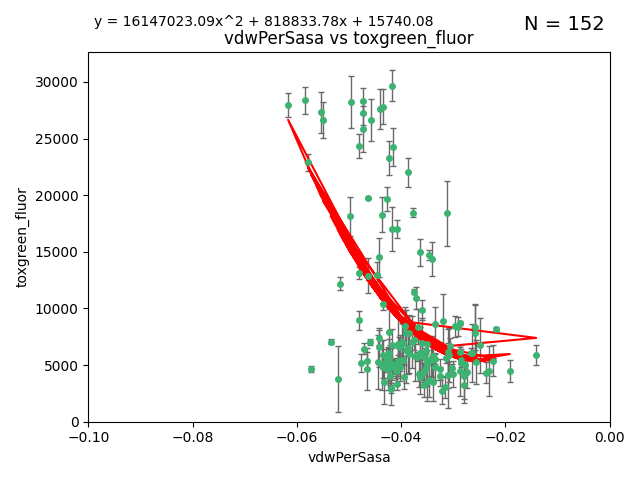 y = 16147023.09x^2 + 818833.78x + 15740.08
N = 152
vdwPerSasa vs toxgreen_fluor
30000
25000
20000
15000
10000
5000
0
toxgreen_fluor
−0.10 −0.08 −0.06 −0.04 −0.02 0.00
vdwPerSasa